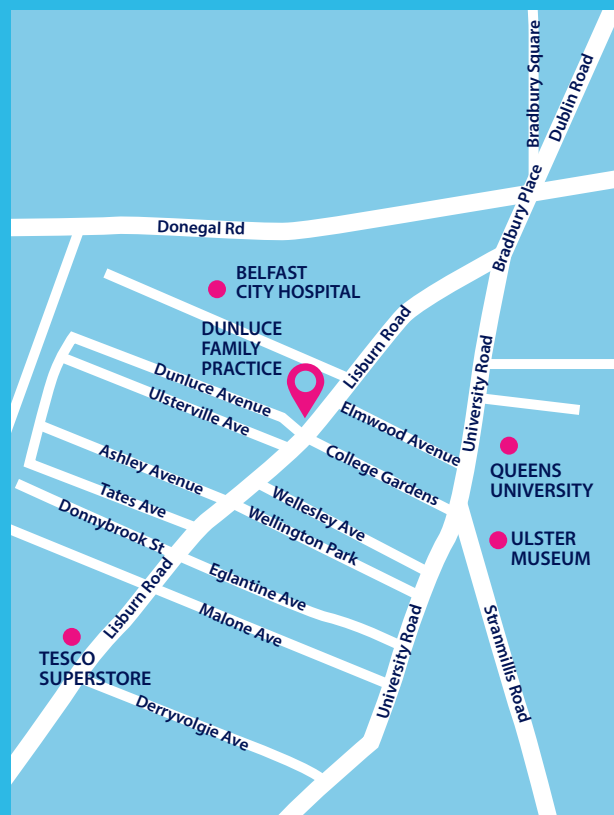 Bradbury Square
Dublin Road
Bradbury Place
Donegal Rd
BELFAST
CITY HOSPITAL
DUNLUCE
FAMILY
PRACTICE
Lisburn Road
Dunluce Avenue
Ulsterville Ave
Elmwood Avenue
University Road
College Gardens
QUEENS
UNIVERSITY
Ashley Avenue
Wellesley Ave
Tates Ave
Wellington Park
Donnybrook St
ULSTER
MUSEUM
Eglantine Ave
Lisburn Road
Malone Ave
University Road
Stranmillis Road
TESCO
SUPERSTORE
Derryvolgie Ave